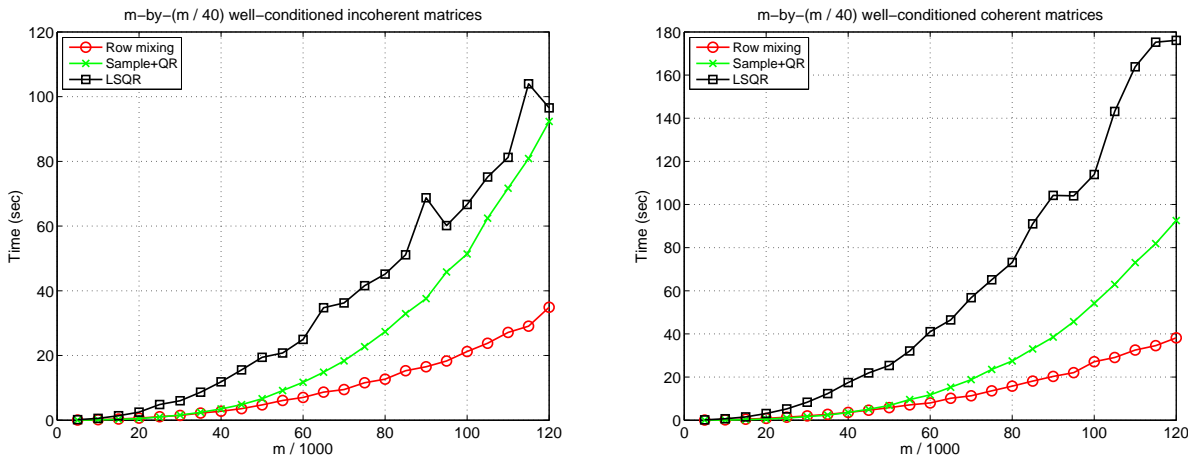 m−by−(m / 40) well−conditioned incoherent matrices
120
100
80
60
40
20
0
Time (sec)
Row mixing
Sample+QR
LSQR
0 20 40 60 80 100 120
m / 1000
m−by−(m / 40) well−conditioned coherent matrices
180
160
140
120
100
80
60
40
20
0
Time (sec)
Row mixing
Sample+QR
LSQR
0 20 40 60 80 100 120
m / 1000